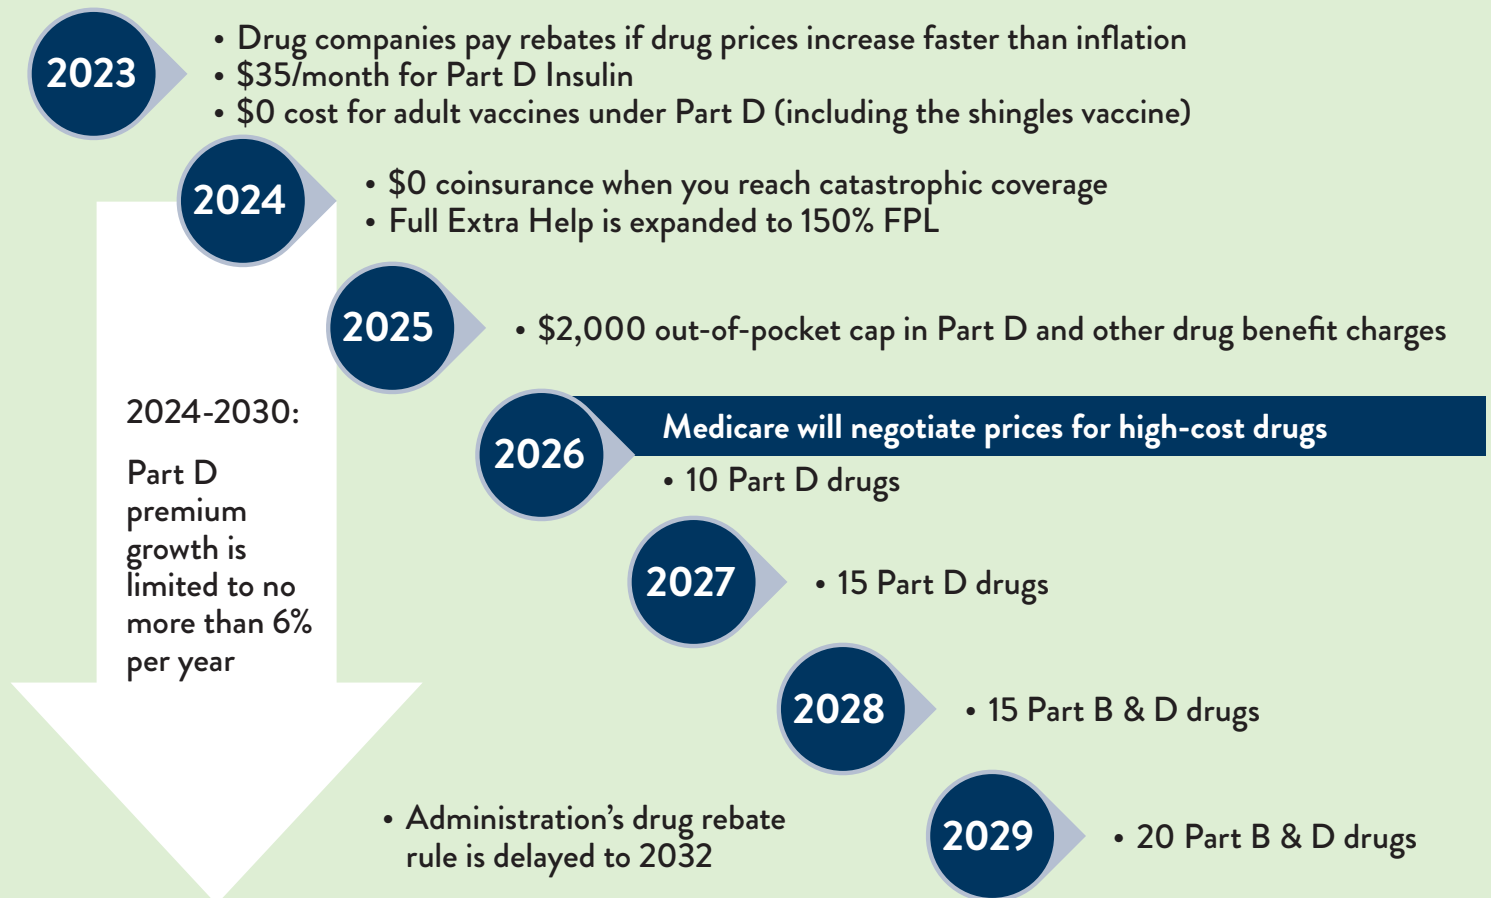 2023
• Drug companies pay rebates if drug prices increase faster than inflation
• $35/month for Part D Insulin
• $0 cost for adult vaccines under Part D (including the shingles vaccine)
2024
• $0 coinsurance when you reach catastrophic coverage
• Full Extra Help is expanded to 150% FPL
2025
• $2,000 out-of-pocket cap in Part D and other drug benefit charges
2024-2030:
Part D
premium
growth is
limited to no
more than 6%
per year
2026
Medicare will negotiate prices for high-cost drugs
• 10 Part D drugs
2027
• 15 Part D drugs
2028
• 15 Part B & D drugs
• Administration’s drug rebate
rule is delayed to 2032
2029
• 20 Part B & D drugs